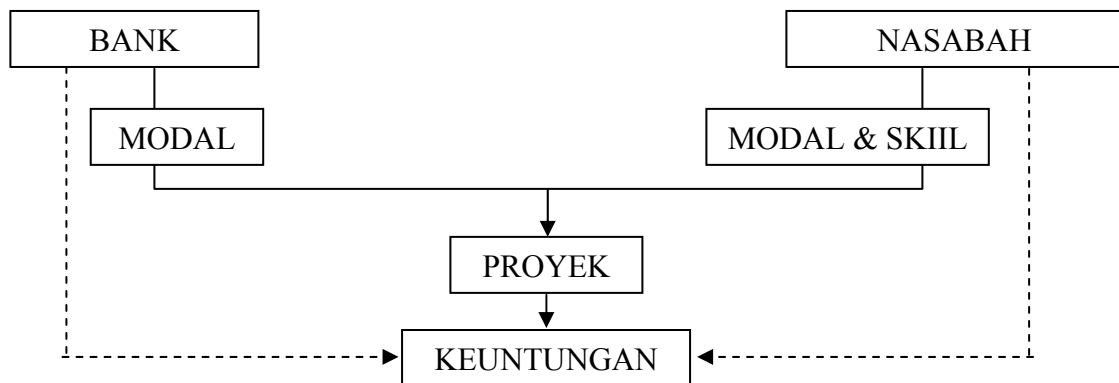 BANK
NASABAH
MODAL
MODAL & SKIIL
PROYEK
KEUNTUNGAN